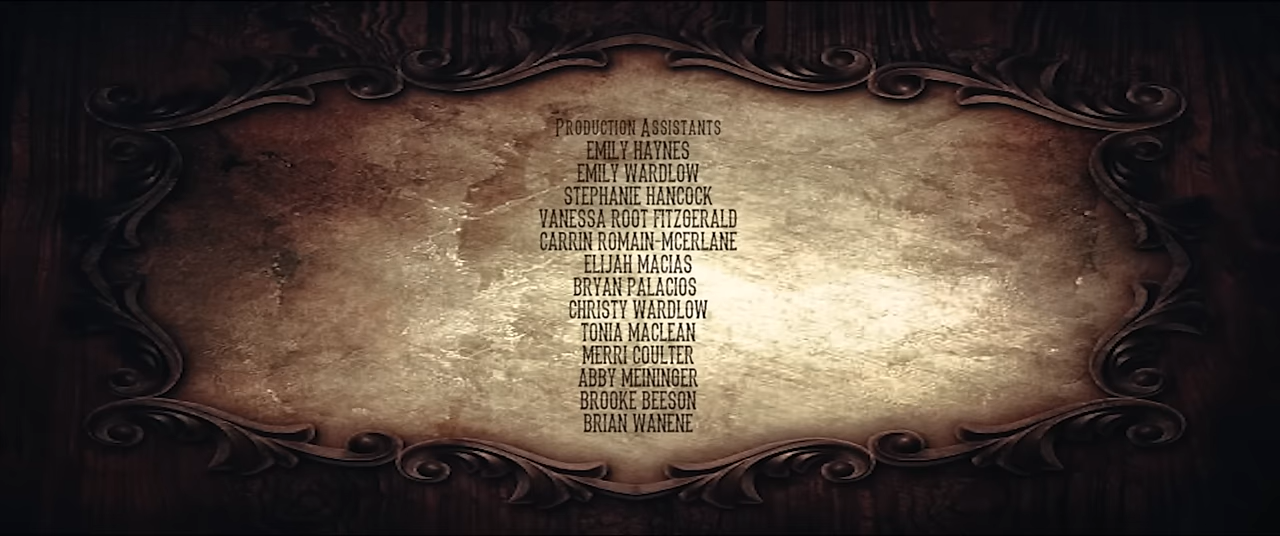 Production Assistants
EMILY HAYNES
EMILY WARDLOW
STEPHANIE HANCOCK
VANESSA ROOT FITZGERALD
CARRIN ROMAIN-MCERLANE
ELIJAH MACIAS
BRYAN PALACIOS
CHRISTY WARDLOW
TONIA MACLEAN
MERRI COULTER
ABBY MEININGER
BROOKE BEESON
BRIAN WANENE